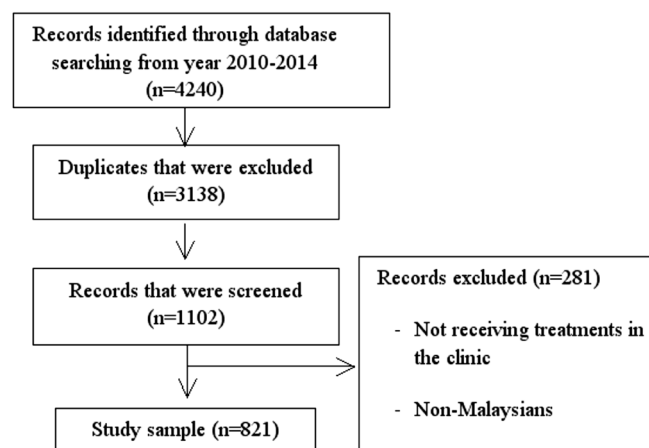 Records identified through database
searching from year 2010-2014
(n=4240)
Duplicates that were excluded
(n=3138)
Records that were screened
(n=1102)
Records excluded (n=281)
- Not receiving treatments in
the clinic
- Non-Malaysians
Study sample (n=821)